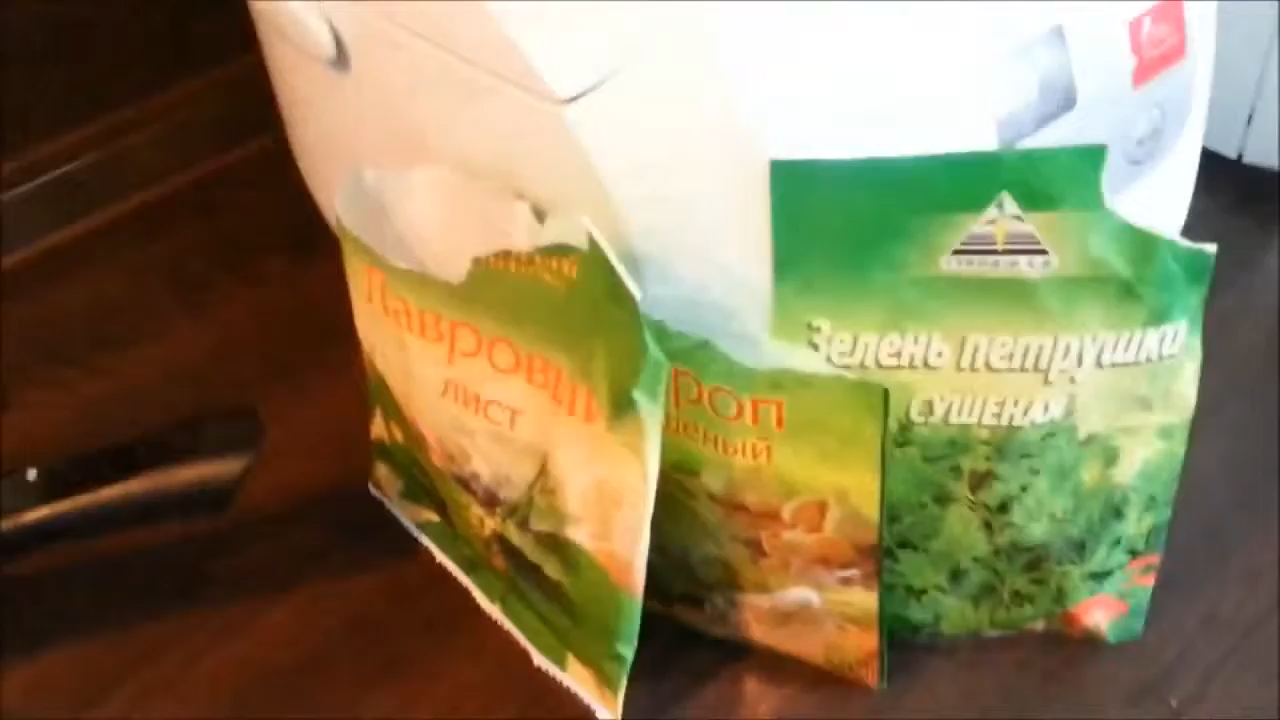 Лавровый
лист
роп
шеный
Зелень петрушки
СУШЕНАЯ